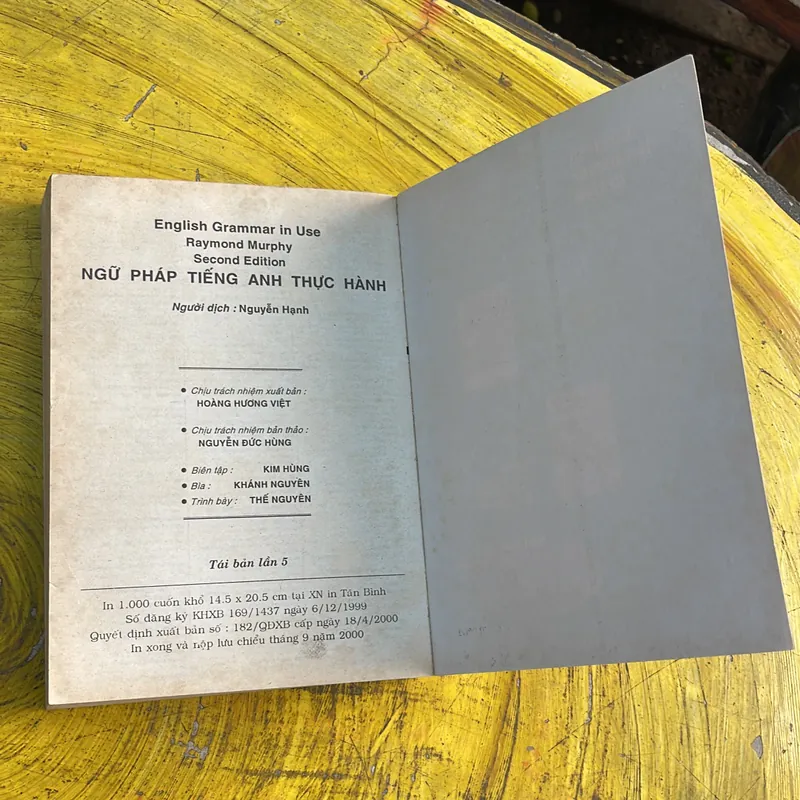 English Grammar in Use
Raymond Murphy
Second Edition
NGỮ PHÁP TIẾNG ANH THỰC HÀNH
Người dịch : Nguyễn Hạnh
• Chịu trách nhiệm xuất bản :
HOÀNG HƯƠNG VIỆT
• Chịu trách nhiệm bản thảo :
NGUYỄN ĐỨC HÙNG
• Biên tập : KIM HÙNG
• Bìa : KHÁNH NGUYÊN
• Trình bày : THẾ NGUYÊN
Tái bản lần 5
In 1.000 cuốn khổ 14.5 x 20.5 cm tại XN in Tân Bình
Số đăng ký KHXB 169/1437 ngày 6/12/1999
Quyết định xuất bản số : 182/QĐXB cấp ngày 18/4/2000
In xong và nộp lưu chiểu tháng 9 năm 2000